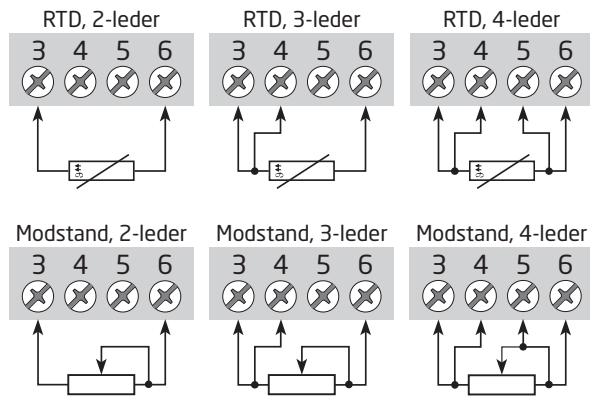 RTD, 2-leder
3 4 5 6
RTD, 3-leder
3 4 5 6
RTD, 4-leder
3 4 5 6
Modstand, 2-leder
3 4 5 6
Modstand, 3-leder
3 4 5 6
Modstand, 4-leder
3 4 5 6